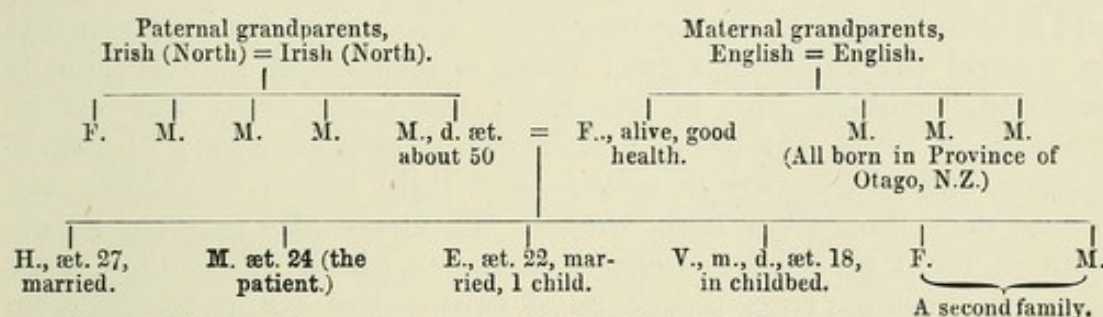 Paternal grandparents,
Irish (North) = Irish (North).
Maternal grandparents,
English = English.
F. M. M. M. M., d. æt.
about 50
=
F.., alive, good
health.
M. M. M.
(All born in Province of
Otago, N.Z.)
H., æt. 27,
married.
M. æt. 24 (the
patient.)
E., æt. 22, mar-
ried, 1 child.
V., m., d., æt. 18,
in childbed.
F. M.
A second family.